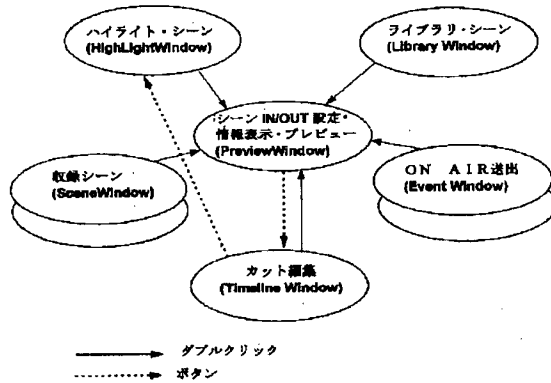 ハイライト・シーン
(HighLightWindow)
ライブラリ・シーン
(Library Window)
シーン IN/OUT 設定・
情報表示・プレビュー
(PreviewWindow)
収録シーン
(SceneWindow)
ON AIR送出
(Event Window)
カット編集
(Timeline Window)
ダブルクリック
ボタン